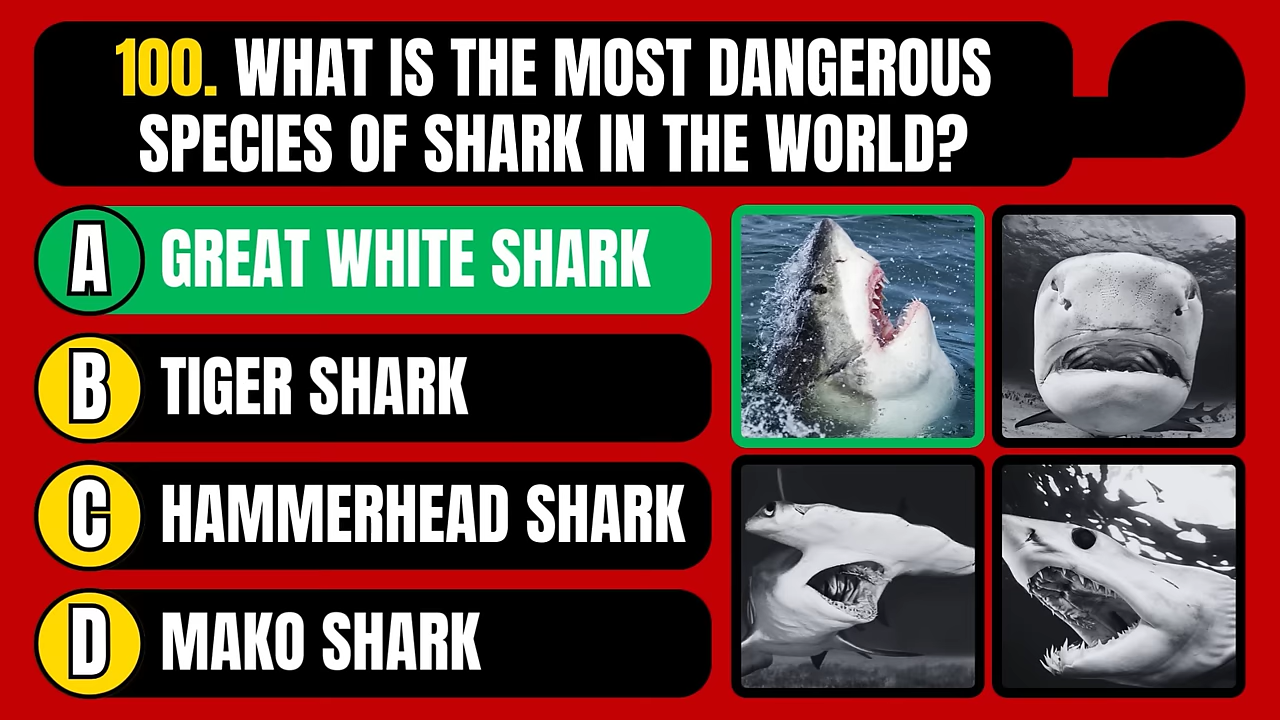 100. WHAT IS THE MOST DANGEROUS
SPECIES OF SHARK IN THE WORLD?
A GREAT WHITE SHARK
B TIGER SHARK
C HAMMERHEAD SHARK
D MAKO SHARK